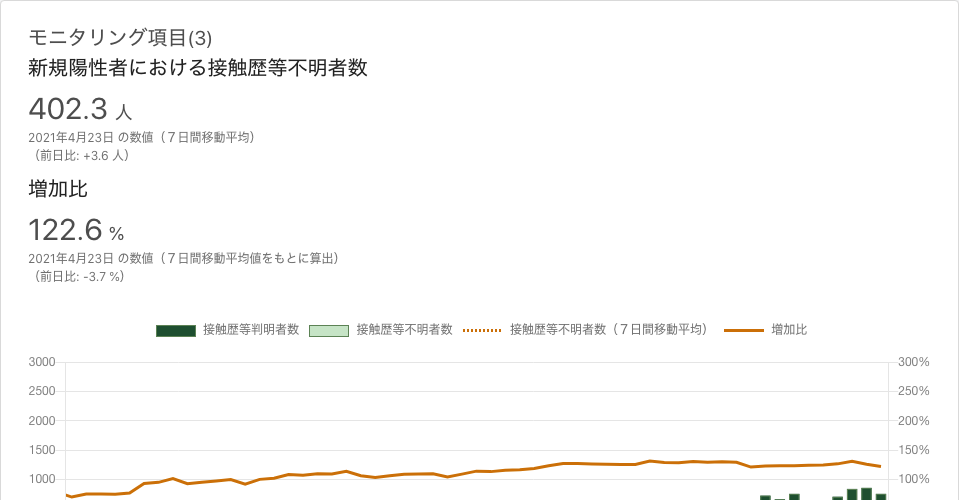 モニタリング項目(3)
新規陽性者における接触歴等不明者数
402.3 人
2021年4月23日 の数値（７日間移動平均）
（前日比: +3.6 人）
増加比
122.6 %
2021年4月23日 の数値（７日間移動平均値をもとに算出）
（前日比: -3.7 %）
接触歴等判明者数 接触歴等不明者数 接触歴等不明者数（７日間移動平均） 増加比
3000 300%
2500 250%
2000 200%
1500 150%
1000 100%